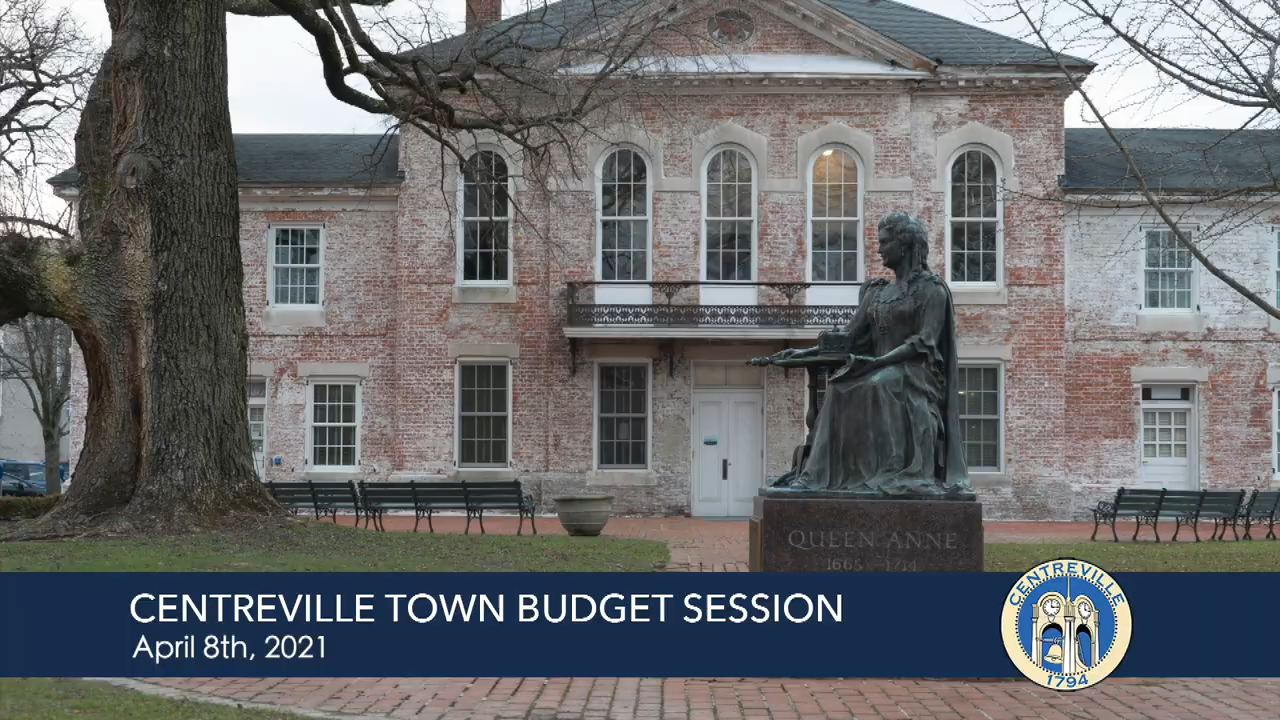 QUEEN ANNE
1665 - 1714
CENTREVILLE TOWN BUDGET SESSION
April 8th, 2021
CENTREVILLE
1794